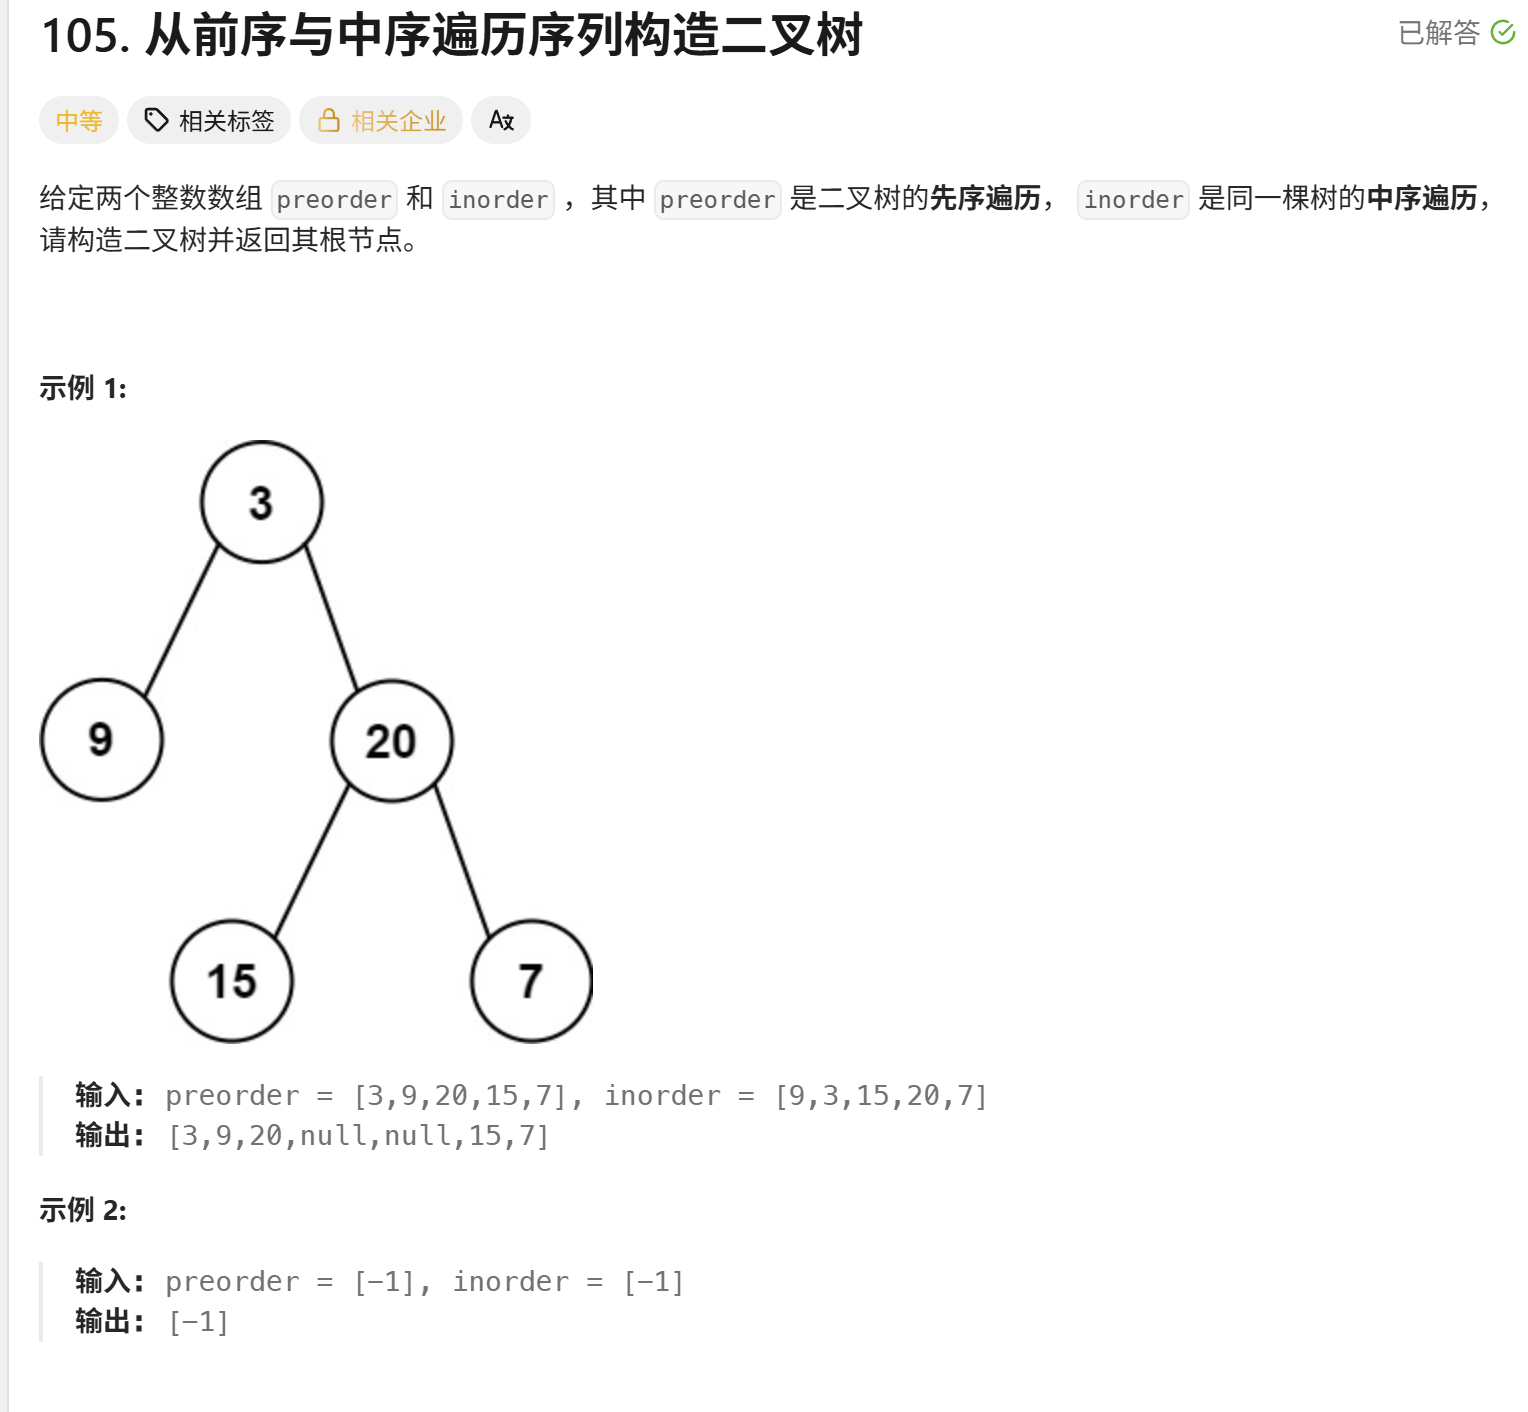 105. 从前序与中序遍历序列构造二叉树
已解答
中等 相关标签 相关企业 A文
给定两个整数数组 preorder 和 inorder ，其中 preorder 是二叉树的先序遍历， inorder 是同一棵树的中序遍历，
请构造二叉树并返回其根节点。
示例 1:
3
9 20
15 7
输入: preorder = [3,9,20,15,7], inorder = [9,3,15,20,7]
输出: [3,9,20,null,null,15,7]
示例 2:
输入: preorder = [-1], inorder = [-1]
输出: [-1]